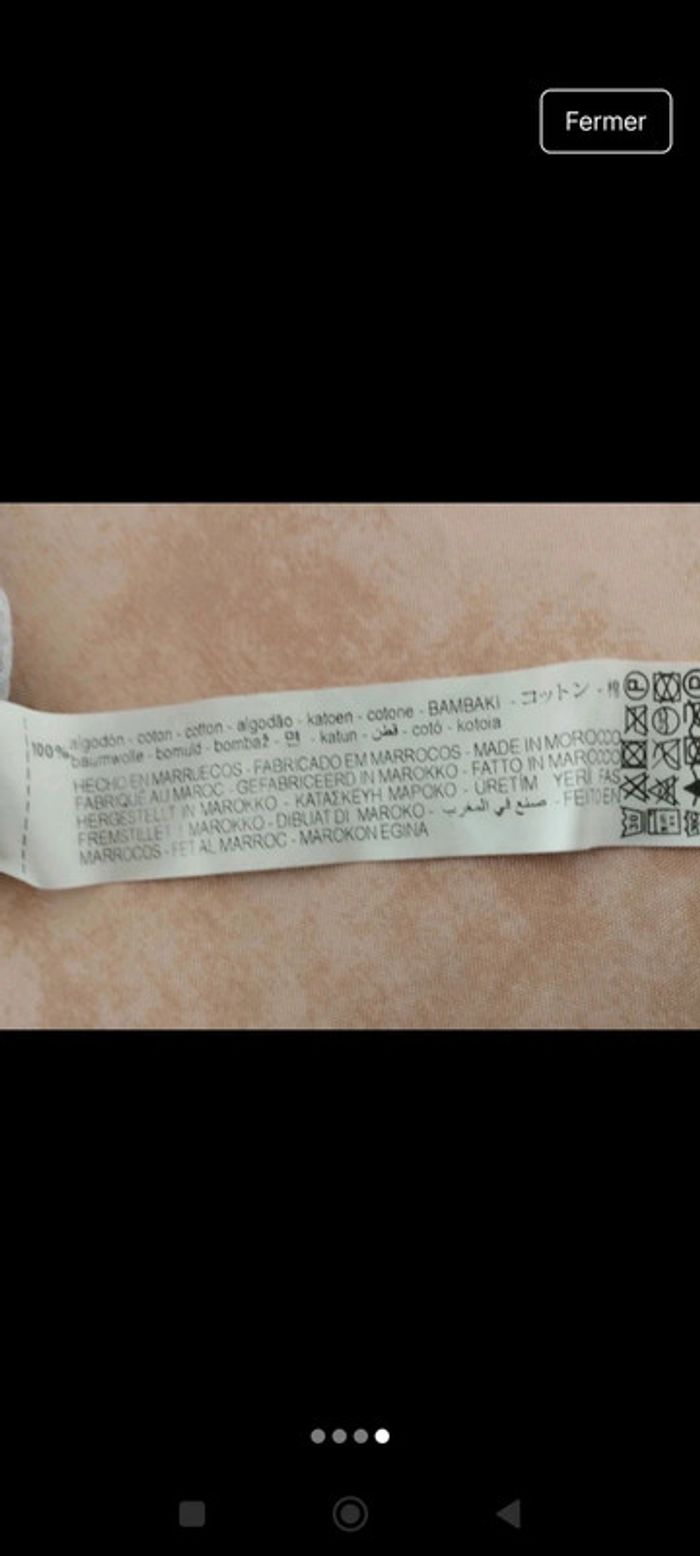 Fermer
100% algodón - coton - cotton - algodão - katoen - cotone - BAMBAKI - コットン - 棉
baumwolle - bomuld - bombaž - 면 - katun - قطن - cotó - kotoia
HECHO EN MARRUECOS - FABRICADO EM MARROCOS - MADE IN MOROCCO
FABRIQUÉ AU MAROC - GEFABRICEERD IN MAROKKO - FATTO IN MAROCCO
HERGESTELLT IN MAROKKO - ΚΑΤΑΣΚΕΥΗ ΜΑΡΟΚΟ - ÜRETİM YERİ FAS
FREMSTILLET I MAROKKO - DIBUAT DI MAROKO - صنع في المغرب - FEITO EN
MARROCOS - FET AL MARROC - MAROKON EGINA